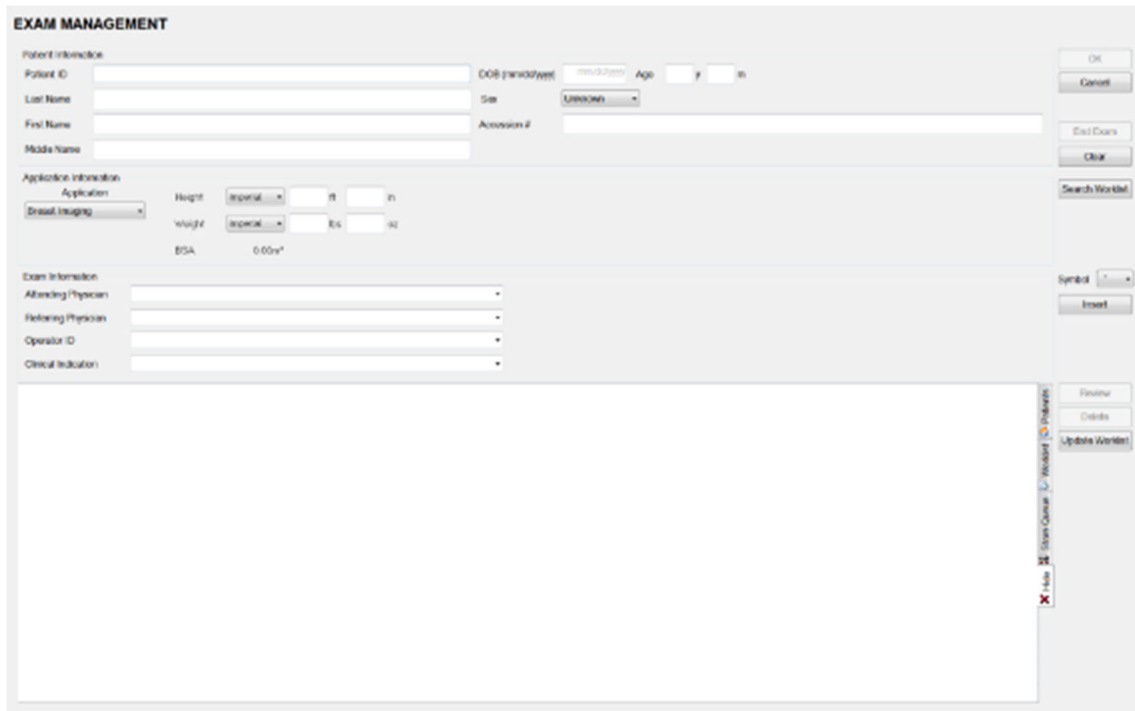 EXAM MANAGEMENT
Patient Information
Patient ID
DOB (mm/dd/yyyy) mm/dd/yyyy Age y m
Last Name
Sex Unknown
First Name
Accession #
Middle Name
OK
Cancel
End Exam
Clear
Search Worklist
Application Information
Application
Breast Imaging
Height Imperial ft in
Weight Imperial lbs oz
BSA 0.00m²
Exam Information
Attending Physician
Referring Physician
Operator ID
Clinical Indication
Symbol
Insert
Patients
Worklist
Store Queue
Hide
Review
Delete
Update Worklist